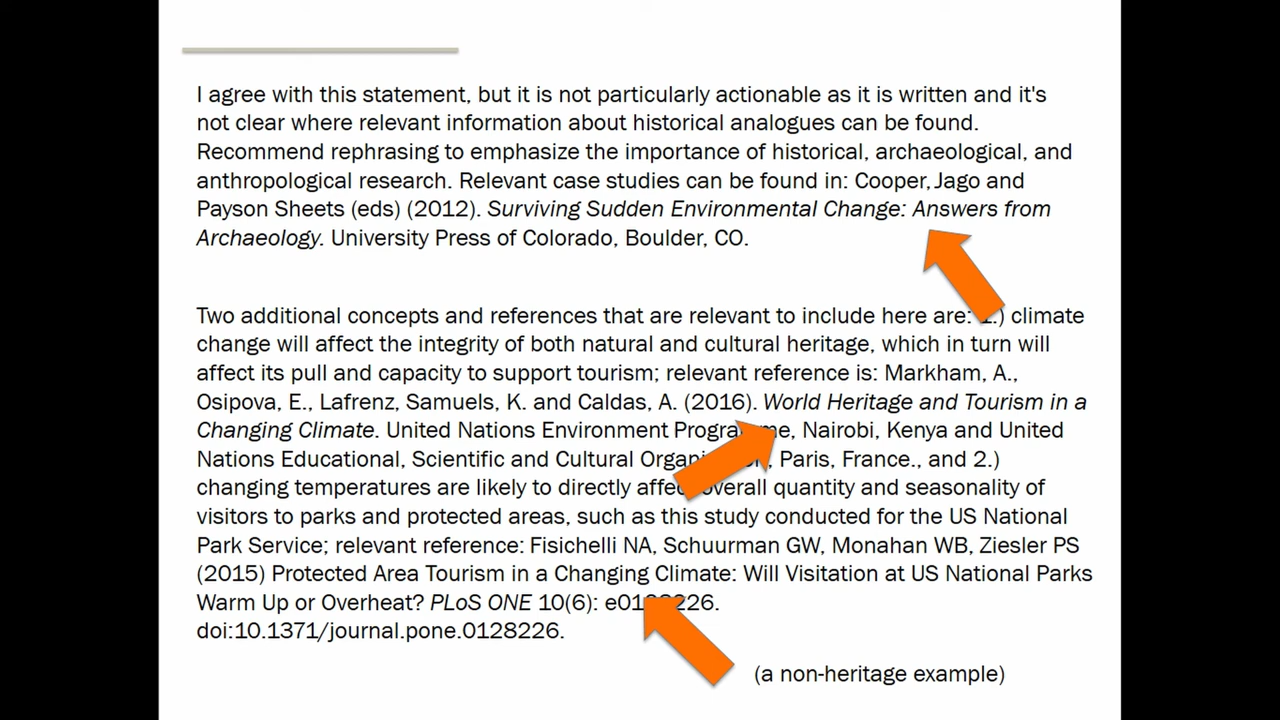 I agree with this statement, but it is not particularly actionable as it is written and it's
not clear where relevant information about historical analogues can be found.
Recommend rephrasing to emphasize the importance of historical, archaeological, and
anthropological research. Relevant case studies can be found in: Cooper, Jago and
Payson Sheets (eds) (2012). Surviving Sudden Environmental Change: Answers from
Archaeology. University Press of Colorado, Boulder, CO.
Two additional concepts and references that are relevant to include here are: 1.) climate
change will affect the integrity of both natural and cultural heritage, which in turn will
affect its pull and capacity to support tourism; relevant reference is: Markham, A.,
Osipova, E., Lafrenz, Samuels, K. and Caldas, A. (2016). World Heritage and Tourism in a
Changing Climate. United Nations Environment Programme, Nairobi, Kenya and United
Nations Educational, Scientific and Cultural Organization, Paris, France., and 2.)
changing temperatures are likely to directly affect overall quantity and seasonality of
visitors to parks and protected areas, such as this study conducted for the US National
Park Service; relevant reference: Fisichelli NA, Schuurman GW, Monahan WB, Ziesler PS
(2015) Protected Area Tourism in a Changing Climate: Will Visitation at US National Parks
Warm Up or Overheat? PLoS ONE 10(6): e0128226.
doi:10.1371/journal.pone.0128226.
(a non-heritage example)